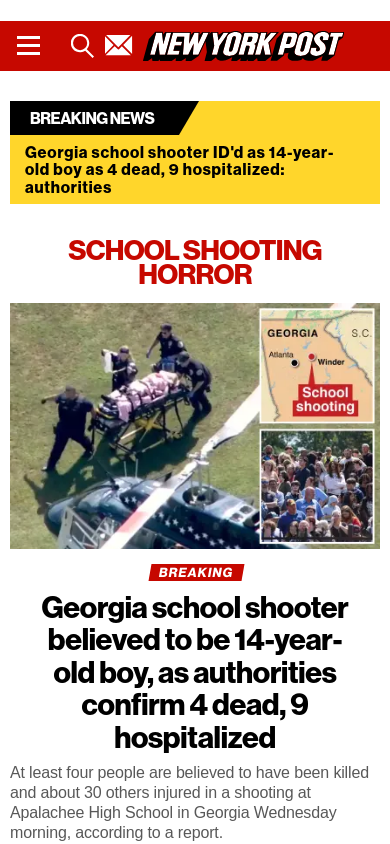 NEW YORK POST
BREAKING NEWS
Georgia school shooter ID'd as 14-year-
old boy as 4 dead, 9 hospitalized:
authorities
SCHOOL SHOOTING
HORROR
GEORGIA
S.C.
Atlanta
Winder
School
shooting
BREAKING
Georgia school shooter
believed to be 14-year-
old boy, as authorities
confirm 4 dead, 9
hospitalized
At least four people are believed to have been killed
and about 30 others injured in a shooting at
Apalachee High School in Georgia Wednesday
morning, according to a report.